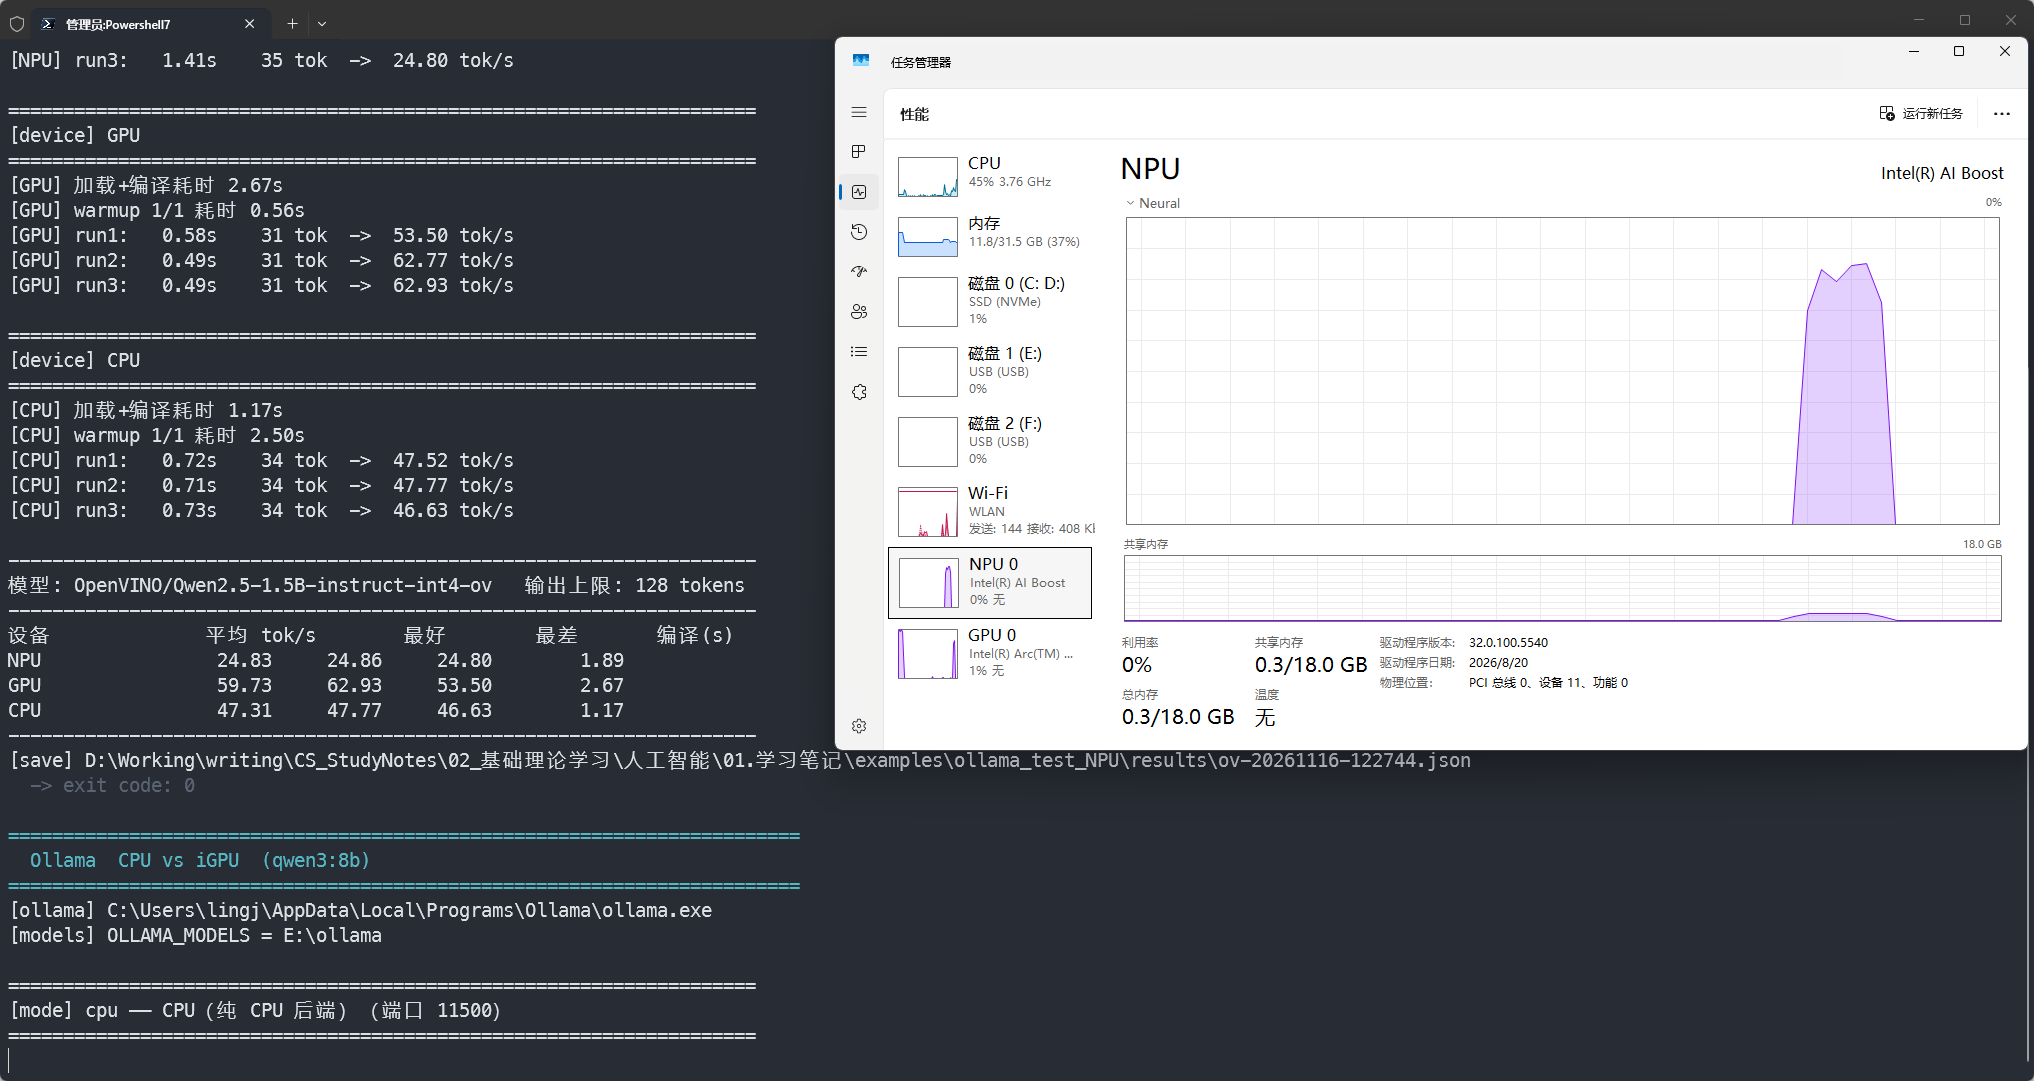 管理员:Powershell7
[NPU] run3:   1.41s    35 tok  —>  24.80 tok/s
====================================================================
[device] GPU
====================================================================
[GPU] 加载+编译耗时 2.67s
[GPU] warmup 1/1 耗时 0.56s
[GPU] run1:   0.58s    31 tok  —>  53.50 tok/s
[GPU] run2:   0.49s    31 tok  —>  62.77 tok/s
[GPU] run3:   0.49s    31 tok  —>  62.93 tok/s
====================================================================
[device] CPU
====================================================================
[CPU] 加载+编译耗时 1.17s
[CPU] warmup 1/1 耗时 2.50s
[CPU] run1:   0.72s    34 tok  —>  47.52 tok/s
[CPU] run2:   0.71s    34 tok  —>  47.77 tok/s
[CPU] run3:   0.73s    34 tok  —>  46.63 tok/s
--------------------------------------------------------------------
模型: OpenVINO/Qwen2.5-1.5B-instruct-int4-ov   输出上限: 128 tokens
--------------------------------------------------------------------
设备              平均 tok/s        最好        最差       编译(s)
NPU                24.83     24.86     24.80        1.89
GPU                59.73     62.93     53.50        2.67
CPU                47.31     47.77     46.63        1.17
--------------------------------------------------------------------
[save] D:\Working\writing\CS_StudyNotes\02_基础理论学习\人工智能\01.学习笔记\examples\ollama_test_NPU\results\ov-20261116-122744.json
—> exit code: 0
========================================================================
Ollama  CPU vs iGPU  (qwen3:8b)
========================================================================
[ollama] C:\Users\lingj\AppData\Local\Programs\Ollama\ollama.exe
[models] OLLAMA_MODELS = E:\ollama
====================================================================
[mode] cpu —— CPU (纯 CPU 后端) (端口 11500)
====================================================================
任务管理器
性能
运行新任务
CPU
45% 3.76 GHz
内存
11.8/31.5 GB (37%)
磁盘 0 (C: D:)
SSD (NVMe)
1%
磁盘 1 (E:)
USB (USB)
0%
磁盘 2 (F:)
USB (USB)
0%
Wi-Fi
WLAN
发送: 144 接收: 408 Kb
NPU 0
Intel(R) AI Boost
0% 无
GPU 0
Intel(R) Arc(TM) ...
1% 无
NPU
Intel(R) AI Boost
Neural
0%
共享内存
18.0 GB
利用率
0%
共享内存
0.3/18.0 GB
总内存
0.3/18.0 GB
温度
无
驱动程序版本: 32.0.100.5540
驱动程序日期: 2026/8/20
物理位置: PCI 总线 0、设备 11、功能 0